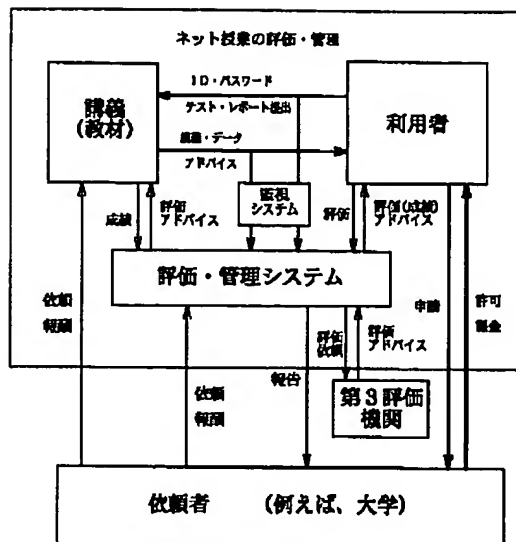 ネット授業の評価・管理
講義
(教材)
ID・パスワード
テスト・レポート提出
利用者
講義・データ
アドバイス
監視
システム
成績
評価
アドバイス
評価
評価(成績)
アドバイス
評価・管理システム
依頼
報酬
申請
許可
課金
評価
依頼
評価
アドバイス
報告
依頼
報酬
第3評価
機関
依頼者 (例えば、大学)